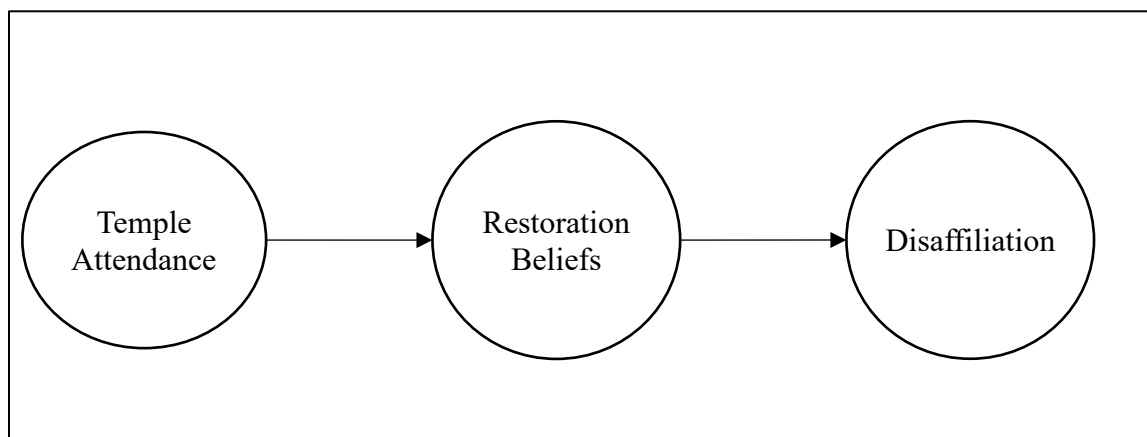 Temple
Attendance
Restoration
Beliefs
Disaffiliation